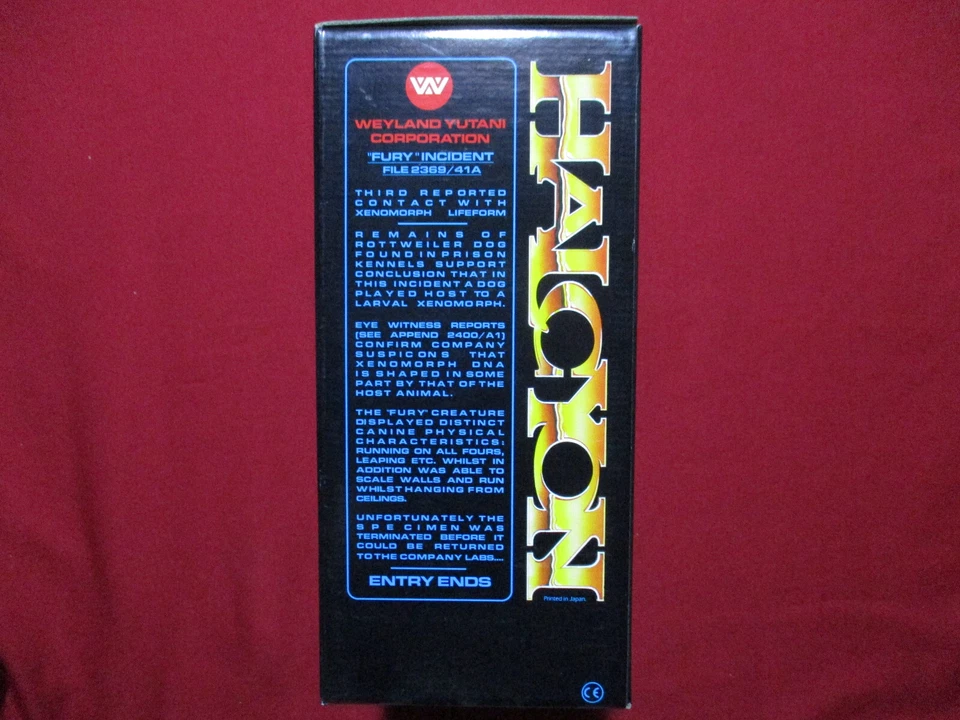 WEYLAND YUTANI
CORPORATION
"FURY" INCIDENT
FILE 2369/41A
THIRD REPORTED
CONTACT WITH
XENOMORPH LIFEFORM
REMAINS OF
ROTTWEILER DOG
FOUND IN PRISON
KENNELS SUPPORT
CONCLUSION THAT IN
THIS INCIDENT A DOG
PLAYED HOST TO A
LARVAL XENOMORPH.
EYE WITNESS REPORTS
(SEE APPEND 2400/A1)
CONFIRM COMPANY
SUSPICONS THAT
XENOMORPH DNA
IS SHAPED IN SOME
PART BY THAT OF THE
HOST ANIMAL.
THE "FURY" CREATURE
DISPLAYED DISTINCT
CANINE PHYSICAL
CHARACTERISTICS:
RUNNING ON ALL FOURS,
LEAPING ETC. WHILST IN
ADDITION WAS ABLE TO
SCALE WALLS AND RUN
WHILST HANGING FROM
CEILINGS.
UNFORTUNATELY THE
SPECIMEN WAS
TERMINATED BEFORE IT
COULD BE RETURNED
TO THE COMPANY LABS....
ENTRY ENDS
HALCYON
Printed in Japan.
CE